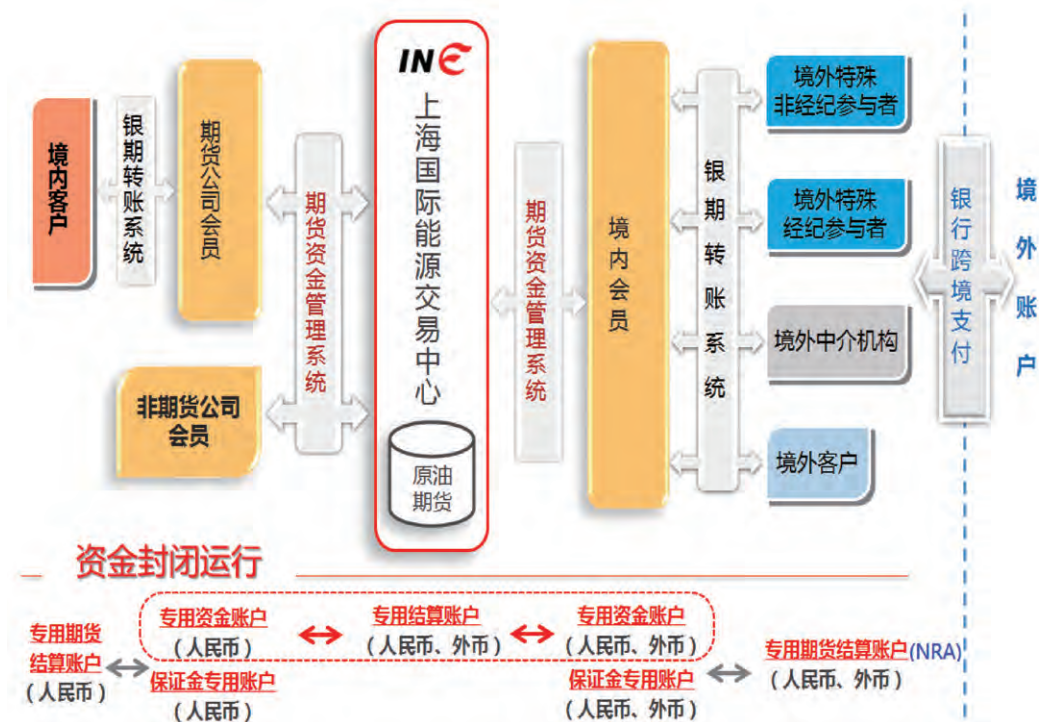 境内客户
银期转账系统
期货公司会员
非期货公司
会员
期货资金管理系统
INE
上海国际能源交易中心
原油
期货
期货资金管理系统
境内会员
银期转账系统
境外特殊
非经纪参与者
境外特殊
经纪参与者
境外中介机构
境外客户
银行跨境支付
境外账户
资金封闭运行
专用期货
结算账户
（人民币）
专用资金账户
（人民币）
保证金专用账户
（人民币）
专用结算账户
（人民币、外币）
专用资金账户
（人民币、外币）
保证金专用账户
（人民币、外币）
专用期货结算账户(NRA)
（人民币、外币）